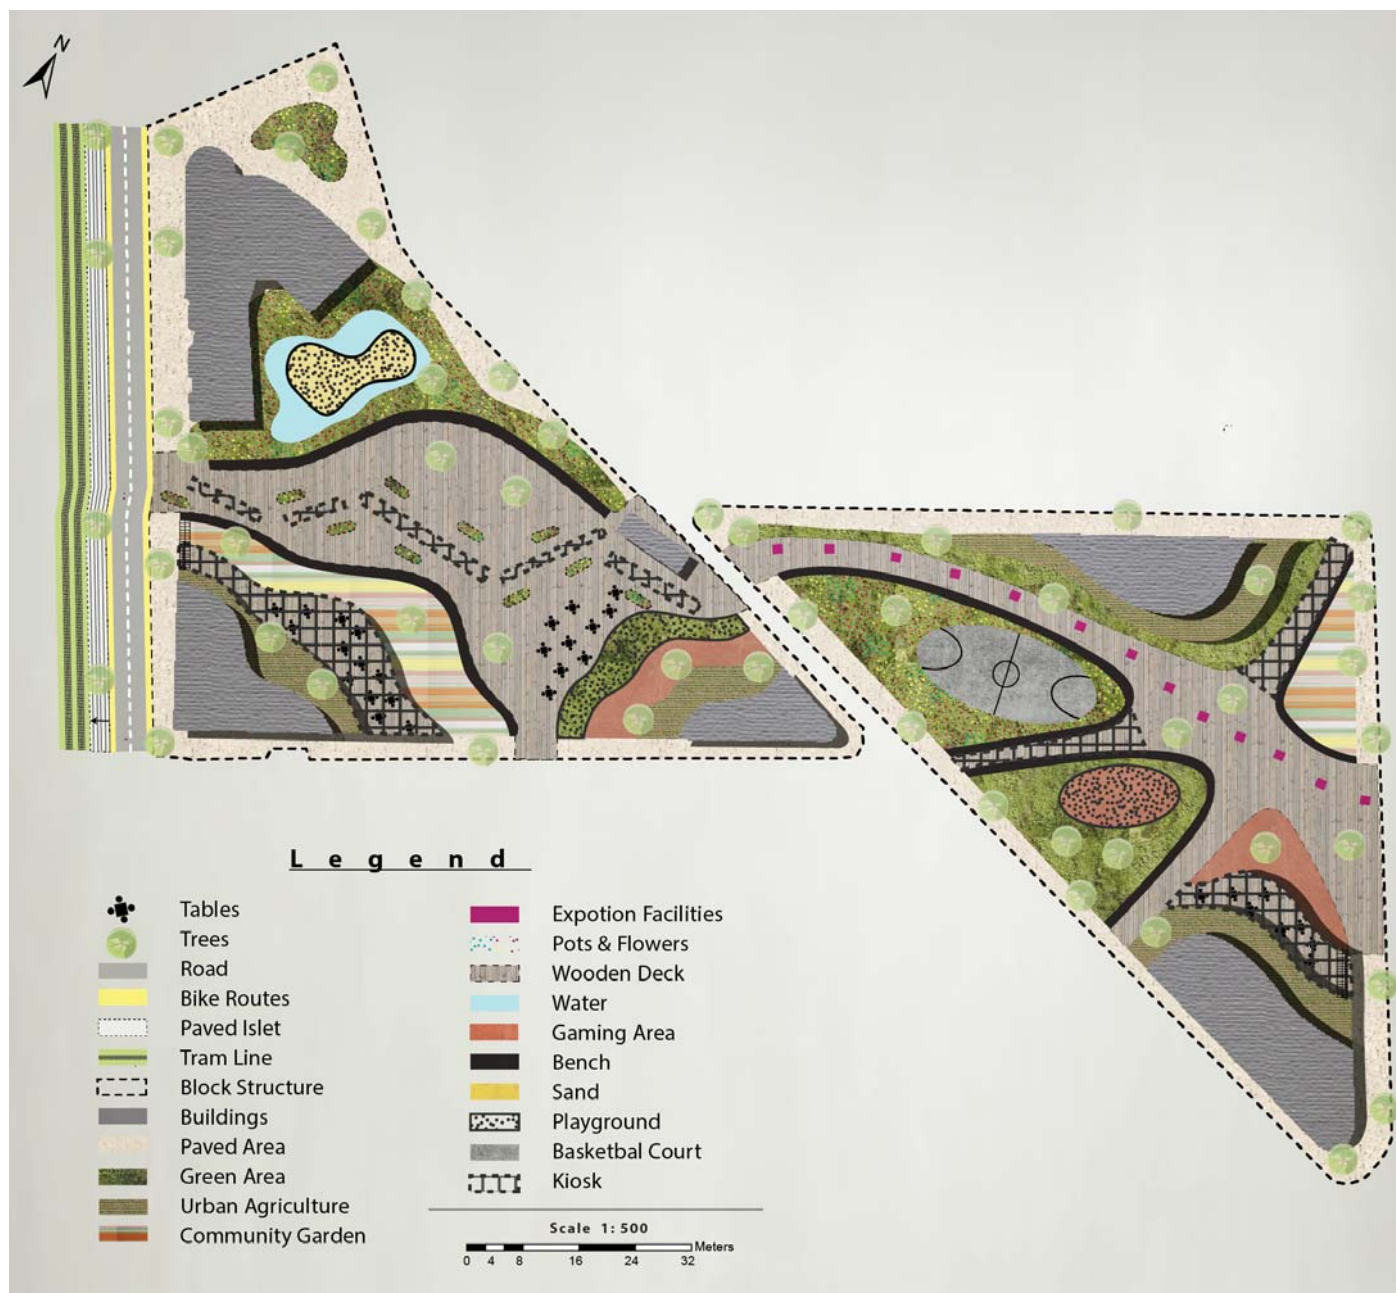 N
L e g e n d
Tables
Trees
Road
Bike Routes
Paved Islet
Tram Line
Block Structure
Buildings
Paved Area
Green Area
Urban Agriculture
Community Garden
Expotion Facilities
Pots & Flowers
Wooden Deck
Water
Gaming Area
Bench
Sand
Playground
Basketbal Court
Kiosk
Scale 1: 500
Meters
0 4 8 16 24 32